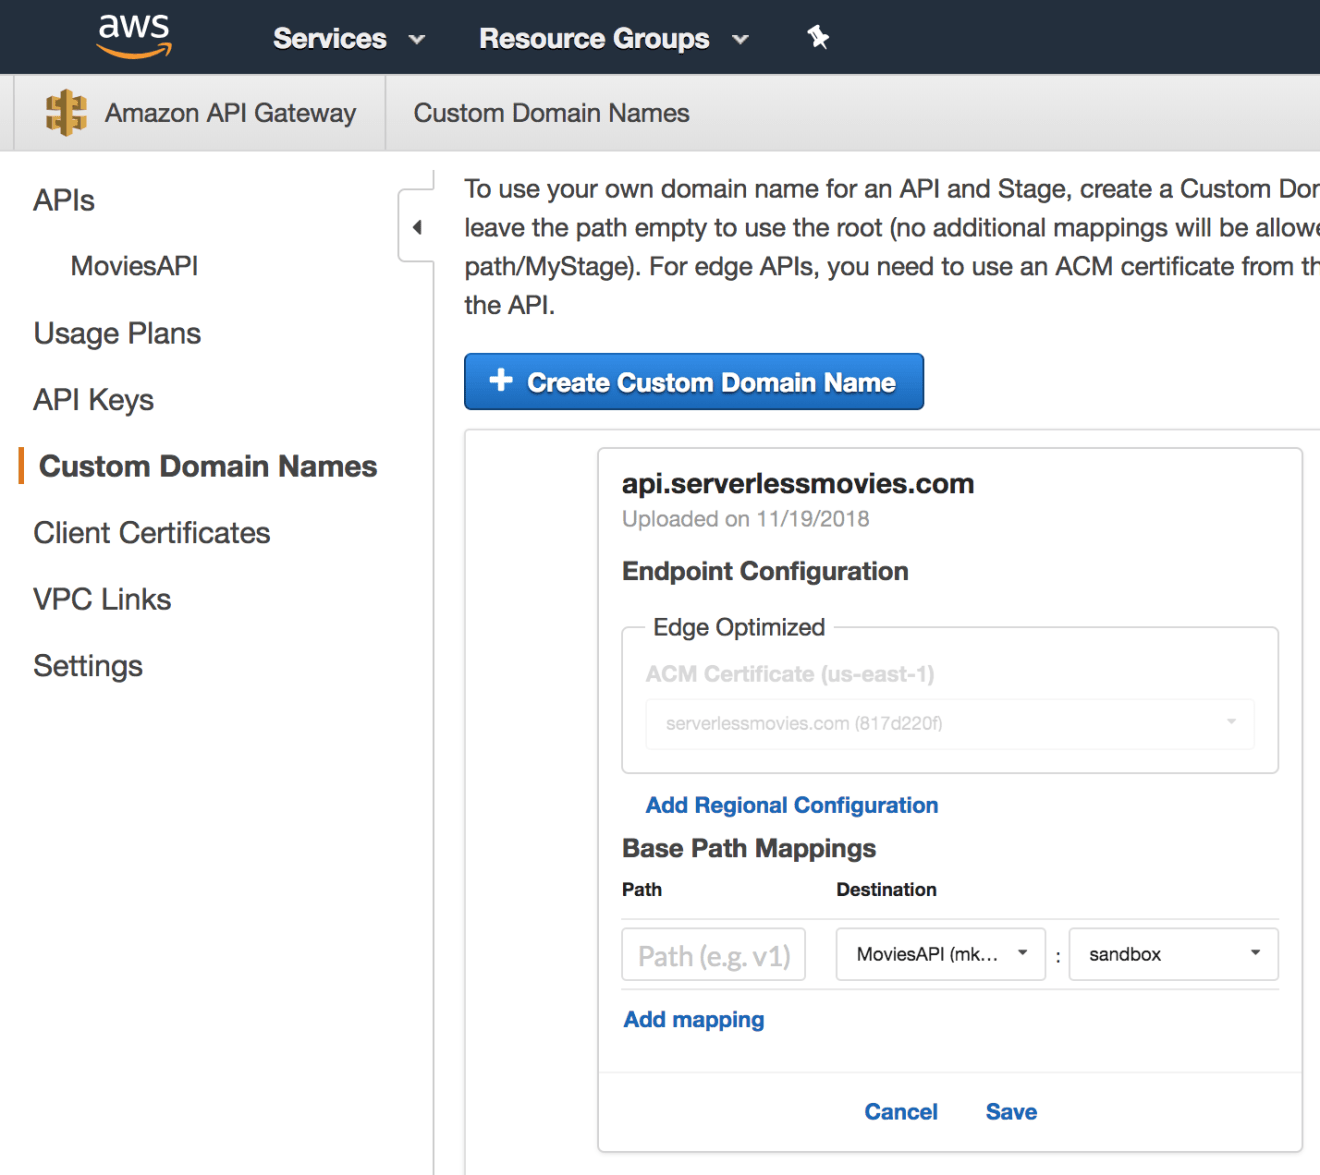 aws
Services
Resource Groups
Amazon API Gateway
Custom Domain Names
APIs
MoviesAPI
Usage Plans
API Keys
Custom Domain Names
Client Certificates
VPC Links
Settings
To use your own domain name for an API and Stage, create a Custom
leave the path empty to use the root (no additional mappings will be
path/MyStage). For edge APIs, you need to use an ACM certificate from
the API.
+ Create Custom Domain Name
api.serverlessmovies.com
Uploaded on 11/19/2018
Endpoint Configuration
Edge Optimized
ACM Certificate (us-east-1)
serverlessmovies.com (817d220f)
Add Regional Configuration
Base Path Mappings
Path Destination
Path (e.g. v1) MoviesAPI (mk... : sandbox
Add mapping
Cancel Save